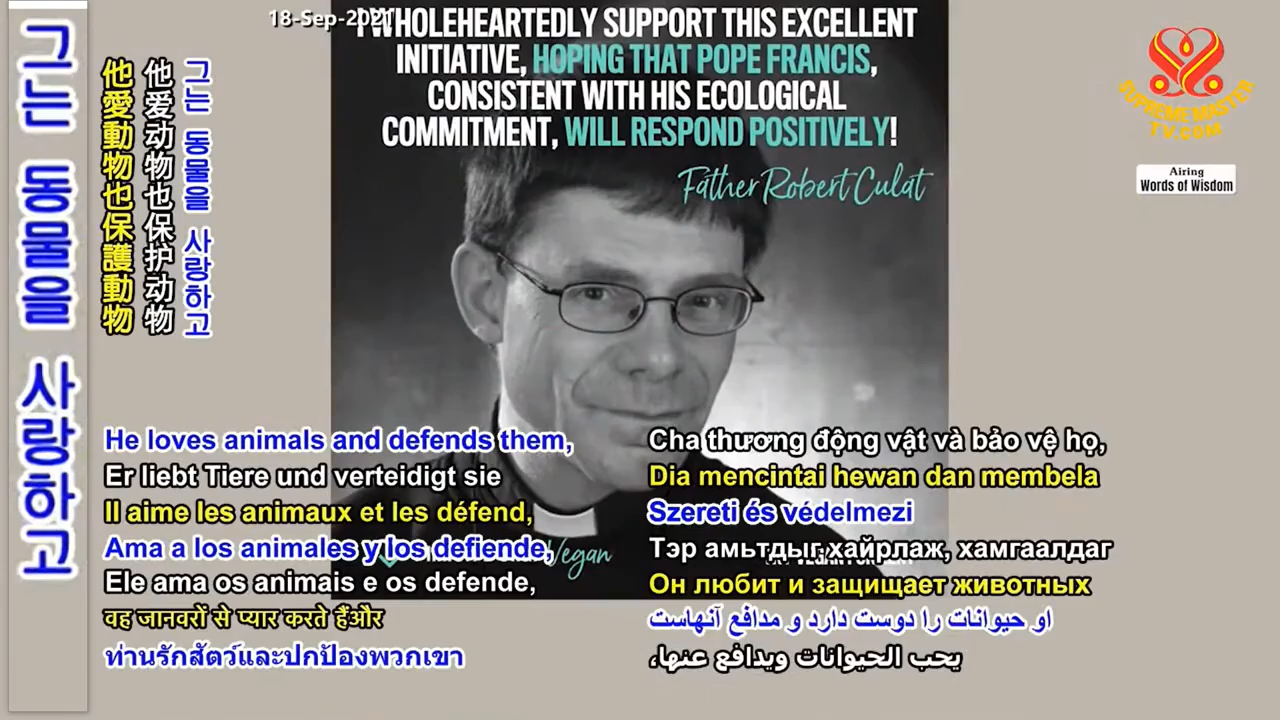 18-Sep-2021
I WHOLEHEARTEDLY SUPPORT THIS EXCELLENT
INITIATIVE, HOPING THAT POPE FRANCIS,
CONSISTENT WITH HIS ECOLOGICAL
COMMITMENT, WILL RESPOND POSITIVELY!
Father Robert Culat
SUPREME MASTER
TV.COM
Airing
Words of Wisdom
그는 동물을 사랑하고
他愛動物也保護動物
他爱动物也保护动物
그는 동물을 사랑하고
He loves animals and defends them,
Er liebt Tiere und verteidigt sie
Il aime les animaux et les défend,
Ama a los animales y los defiende,
Ele ama os animais e os defende,
वह जानवरों से प्यार करते हैंऔर
ท่านรักสัตว์และปกป้องพวกเขา
Cha thương động vật và bảo vệ họ,
Dia mencintai hewan dan membela
Szereti és védelmezi
Тэр амьтдыг хайрлаж, хамгаалдаг
Он любит и защищает животных
او حیوانات را دوست دارد و مدافع آنهاست
يحب الحيوانات ويدافع عنها،
Vegan